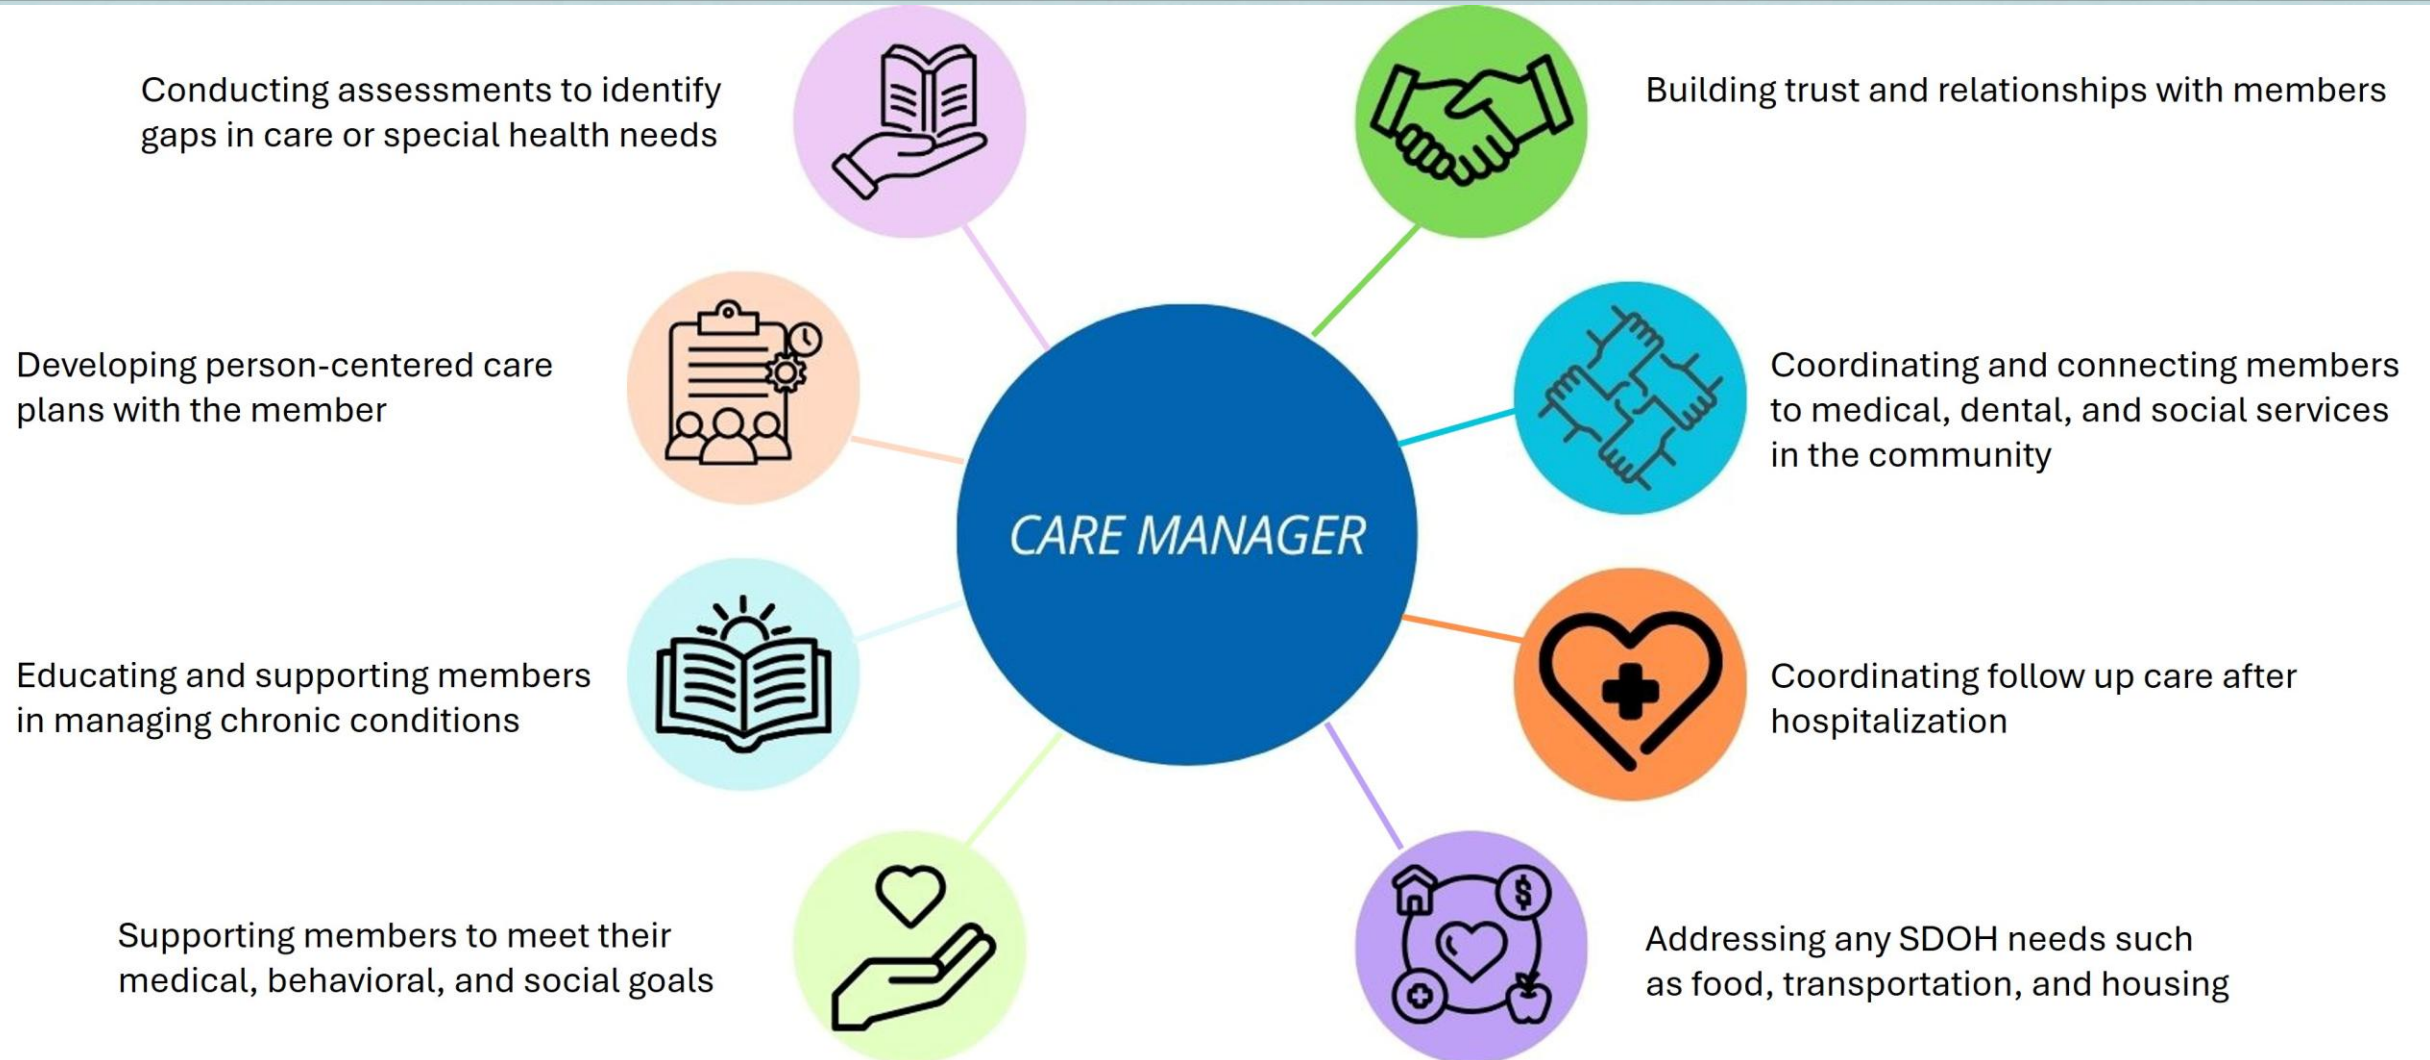 Conducting assessments to identify
gaps in care or special health needs
Building trust and relationships with members
Developing person-centered care
plans with the member
Coordinating and connecting members
to medical, dental, and social services
in the community
CARE MANAGER
Educating and supporting members
in managing chronic conditions
Coordinating follow up care after
hospitalization
Supporting members to meet their
medical, behavioral, and social goals
$
Addressing any SDOH needs such
as food, transportation, and housing